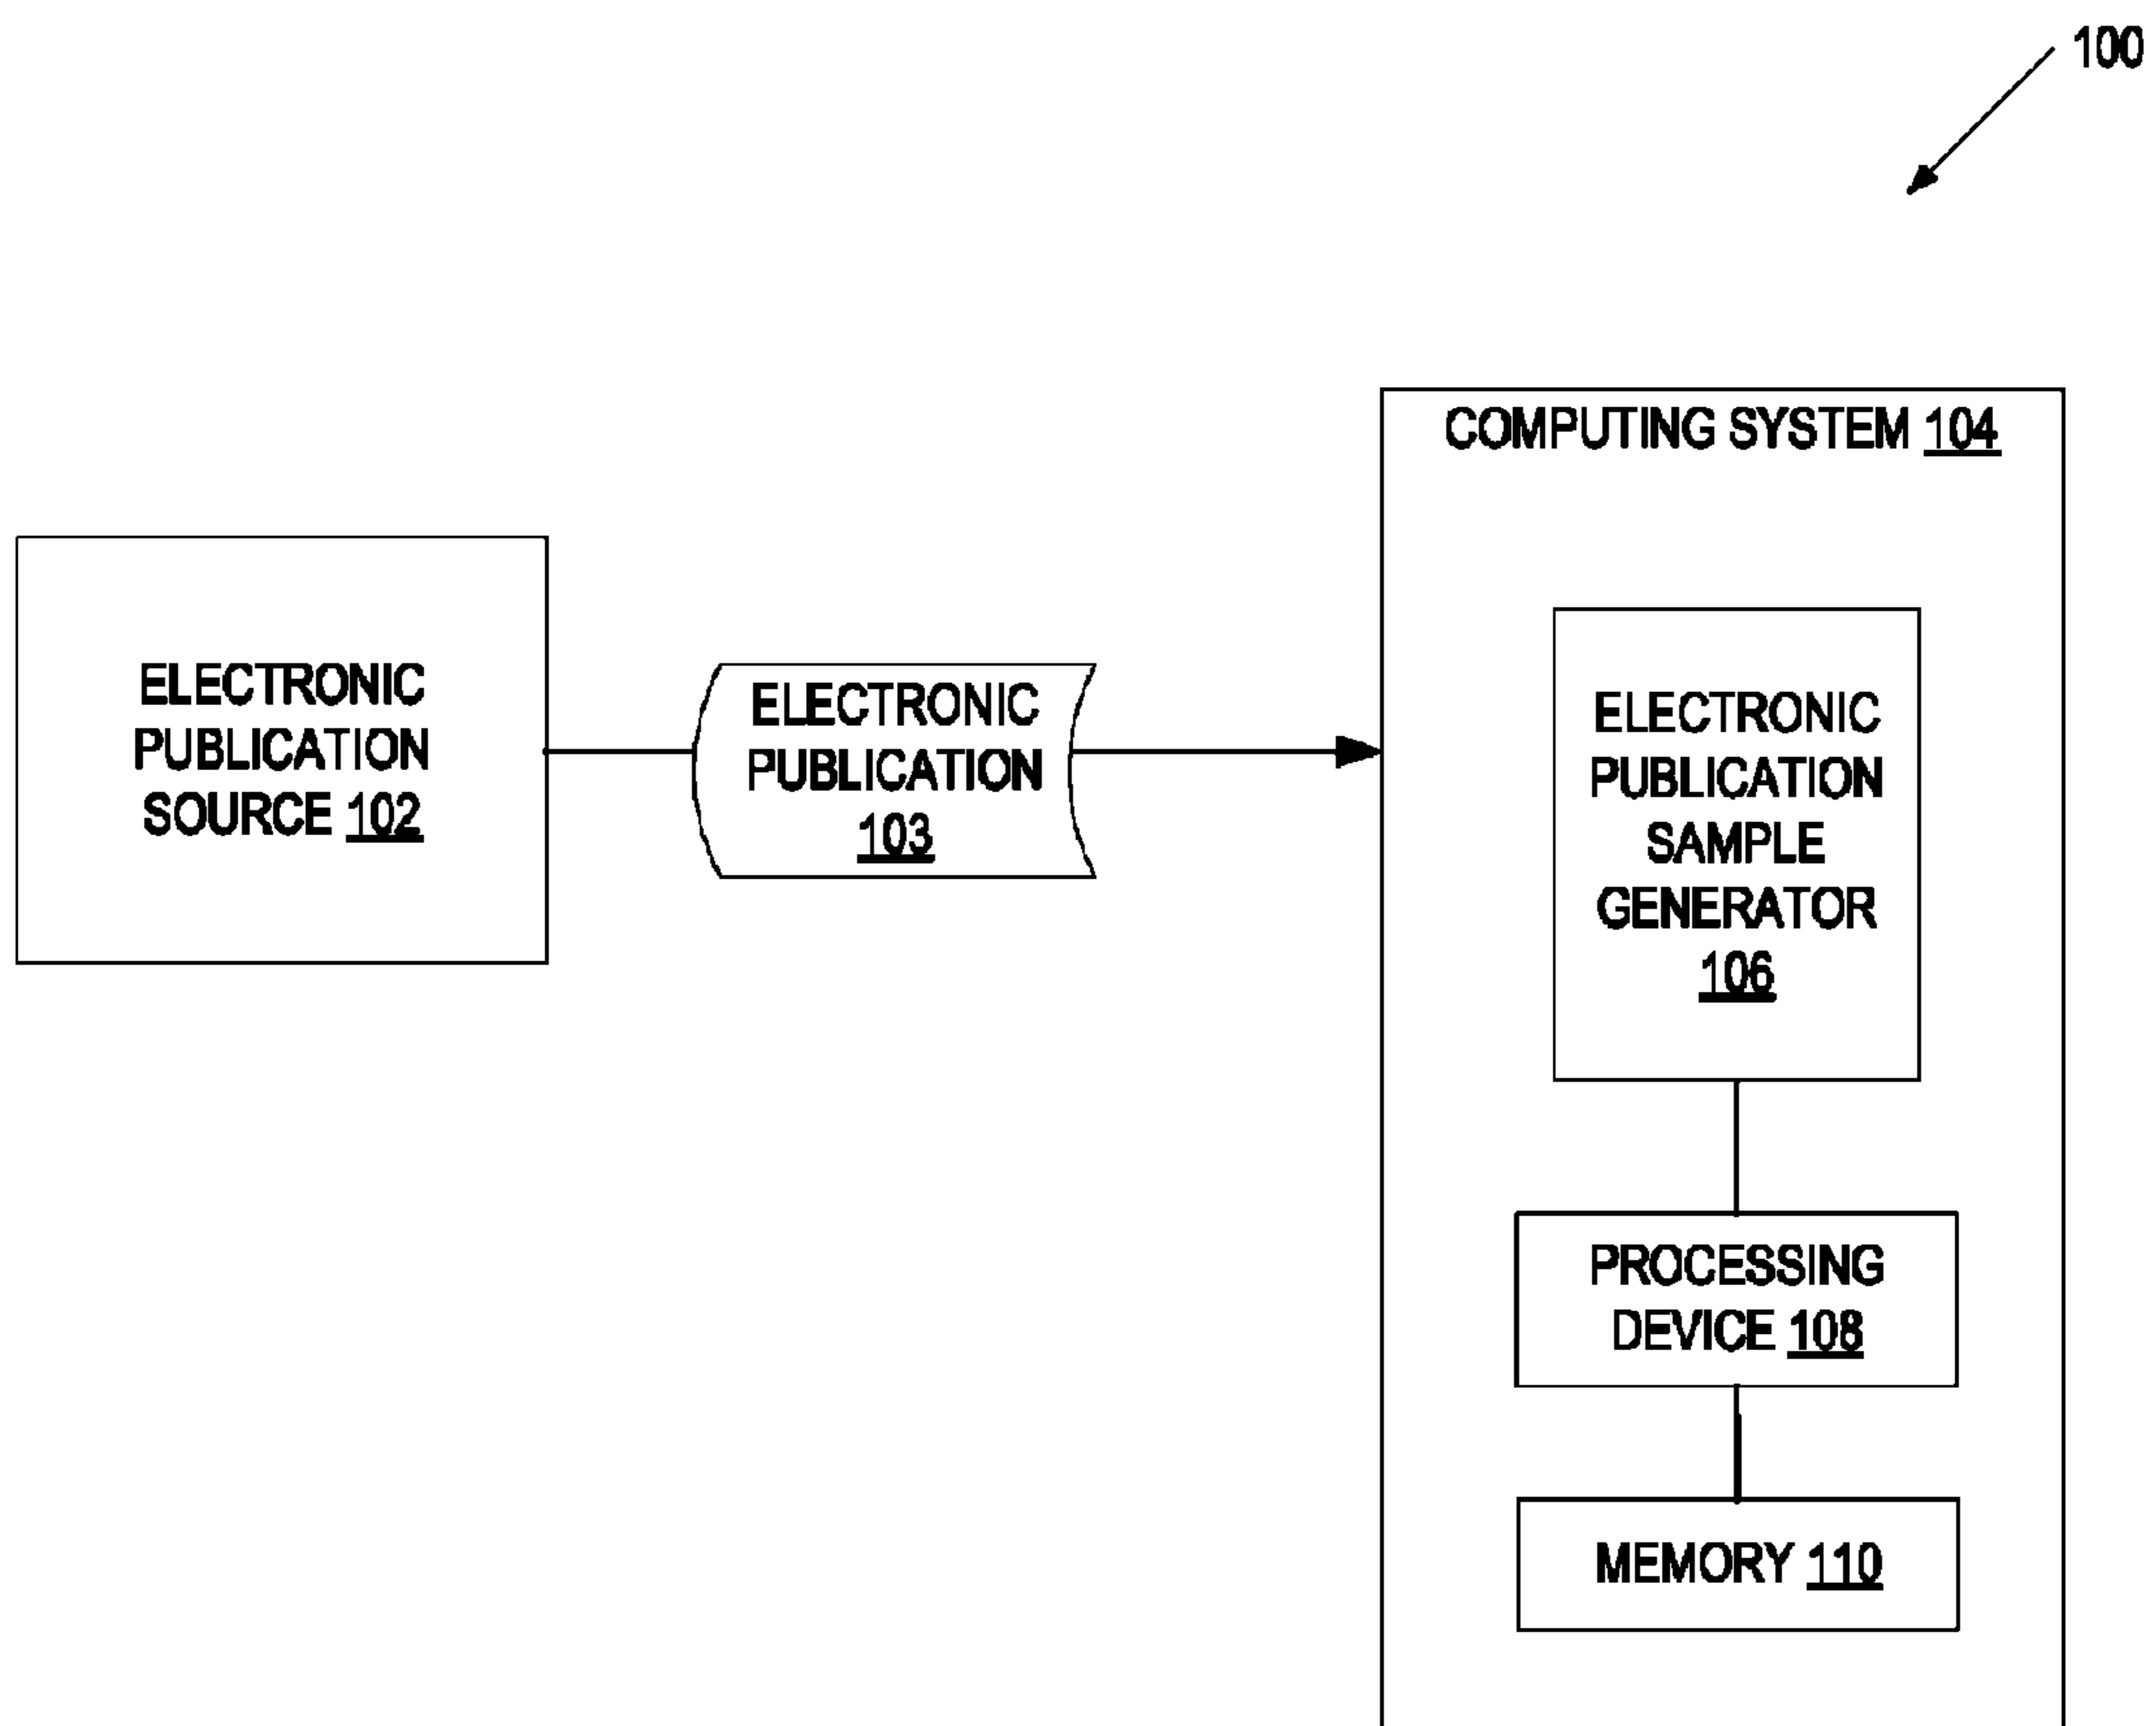 100
COMPUTING SYSTEM 104
ELECTRONIC
PUBLICATION
SOURCE 102
ELECTRONIC
PUBLICATION
103
ELECTRONIC
PUBLICATION
SAMPLE
GENERATOR
106
PROCESSING
DEVICE 108
MEMORY 110